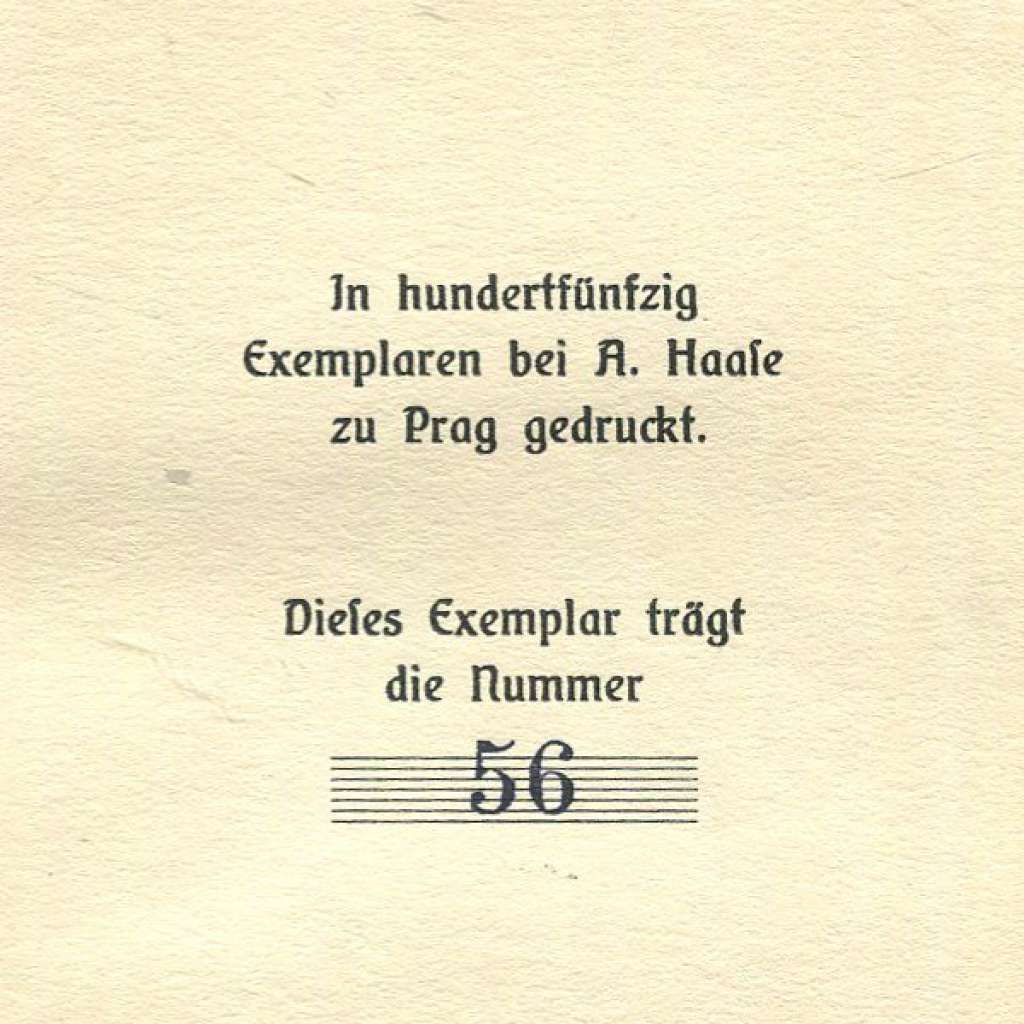 In hundertfünfzig
Exemplaren bei A. Haaſe
zu Prag gedruckt.
Dieſes Exemplar trägt
die Nummer
56